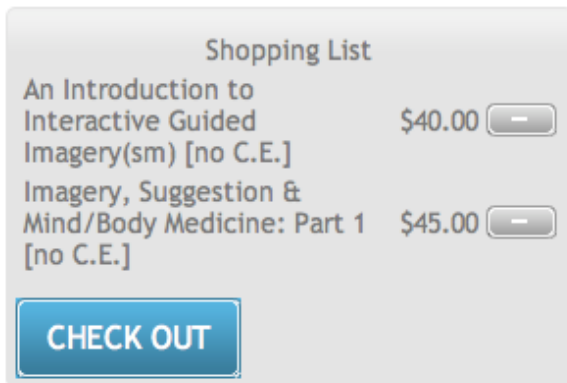 Shopping List
An Introduction to
Interactive Guided
Imagery(sm) [no C.E.]
$40.00
Imagery, Suggestion &
Mind/Body Medicine: Part 1
[no C.E.]
$45.00
CHECK OUT